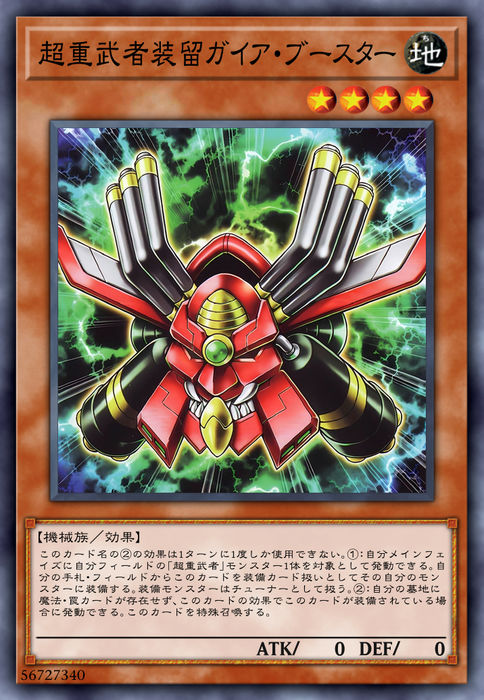 超重武者装留ガイア・ブースター
ち
地
【機械族／効果】
このカード名の②の効果は1ターンに1度しか使用できない。①：自分メインフェ
イズに自分フィールドの「超重武者」モンスター1体を対象として発動できる。自
分の手札・フィールドからこのカードを装備カード扱いとしてその自分のモン
スターに装備する。装備モンスターはチューナーとして扱う。②：自分の墓地に
魔法・罠カードが存在せず、このカードの効果でこのカードが装備されている場
合に発動できる。このカードを特殊召喚する。
ATK/ 0 DEF/ 0
56727340